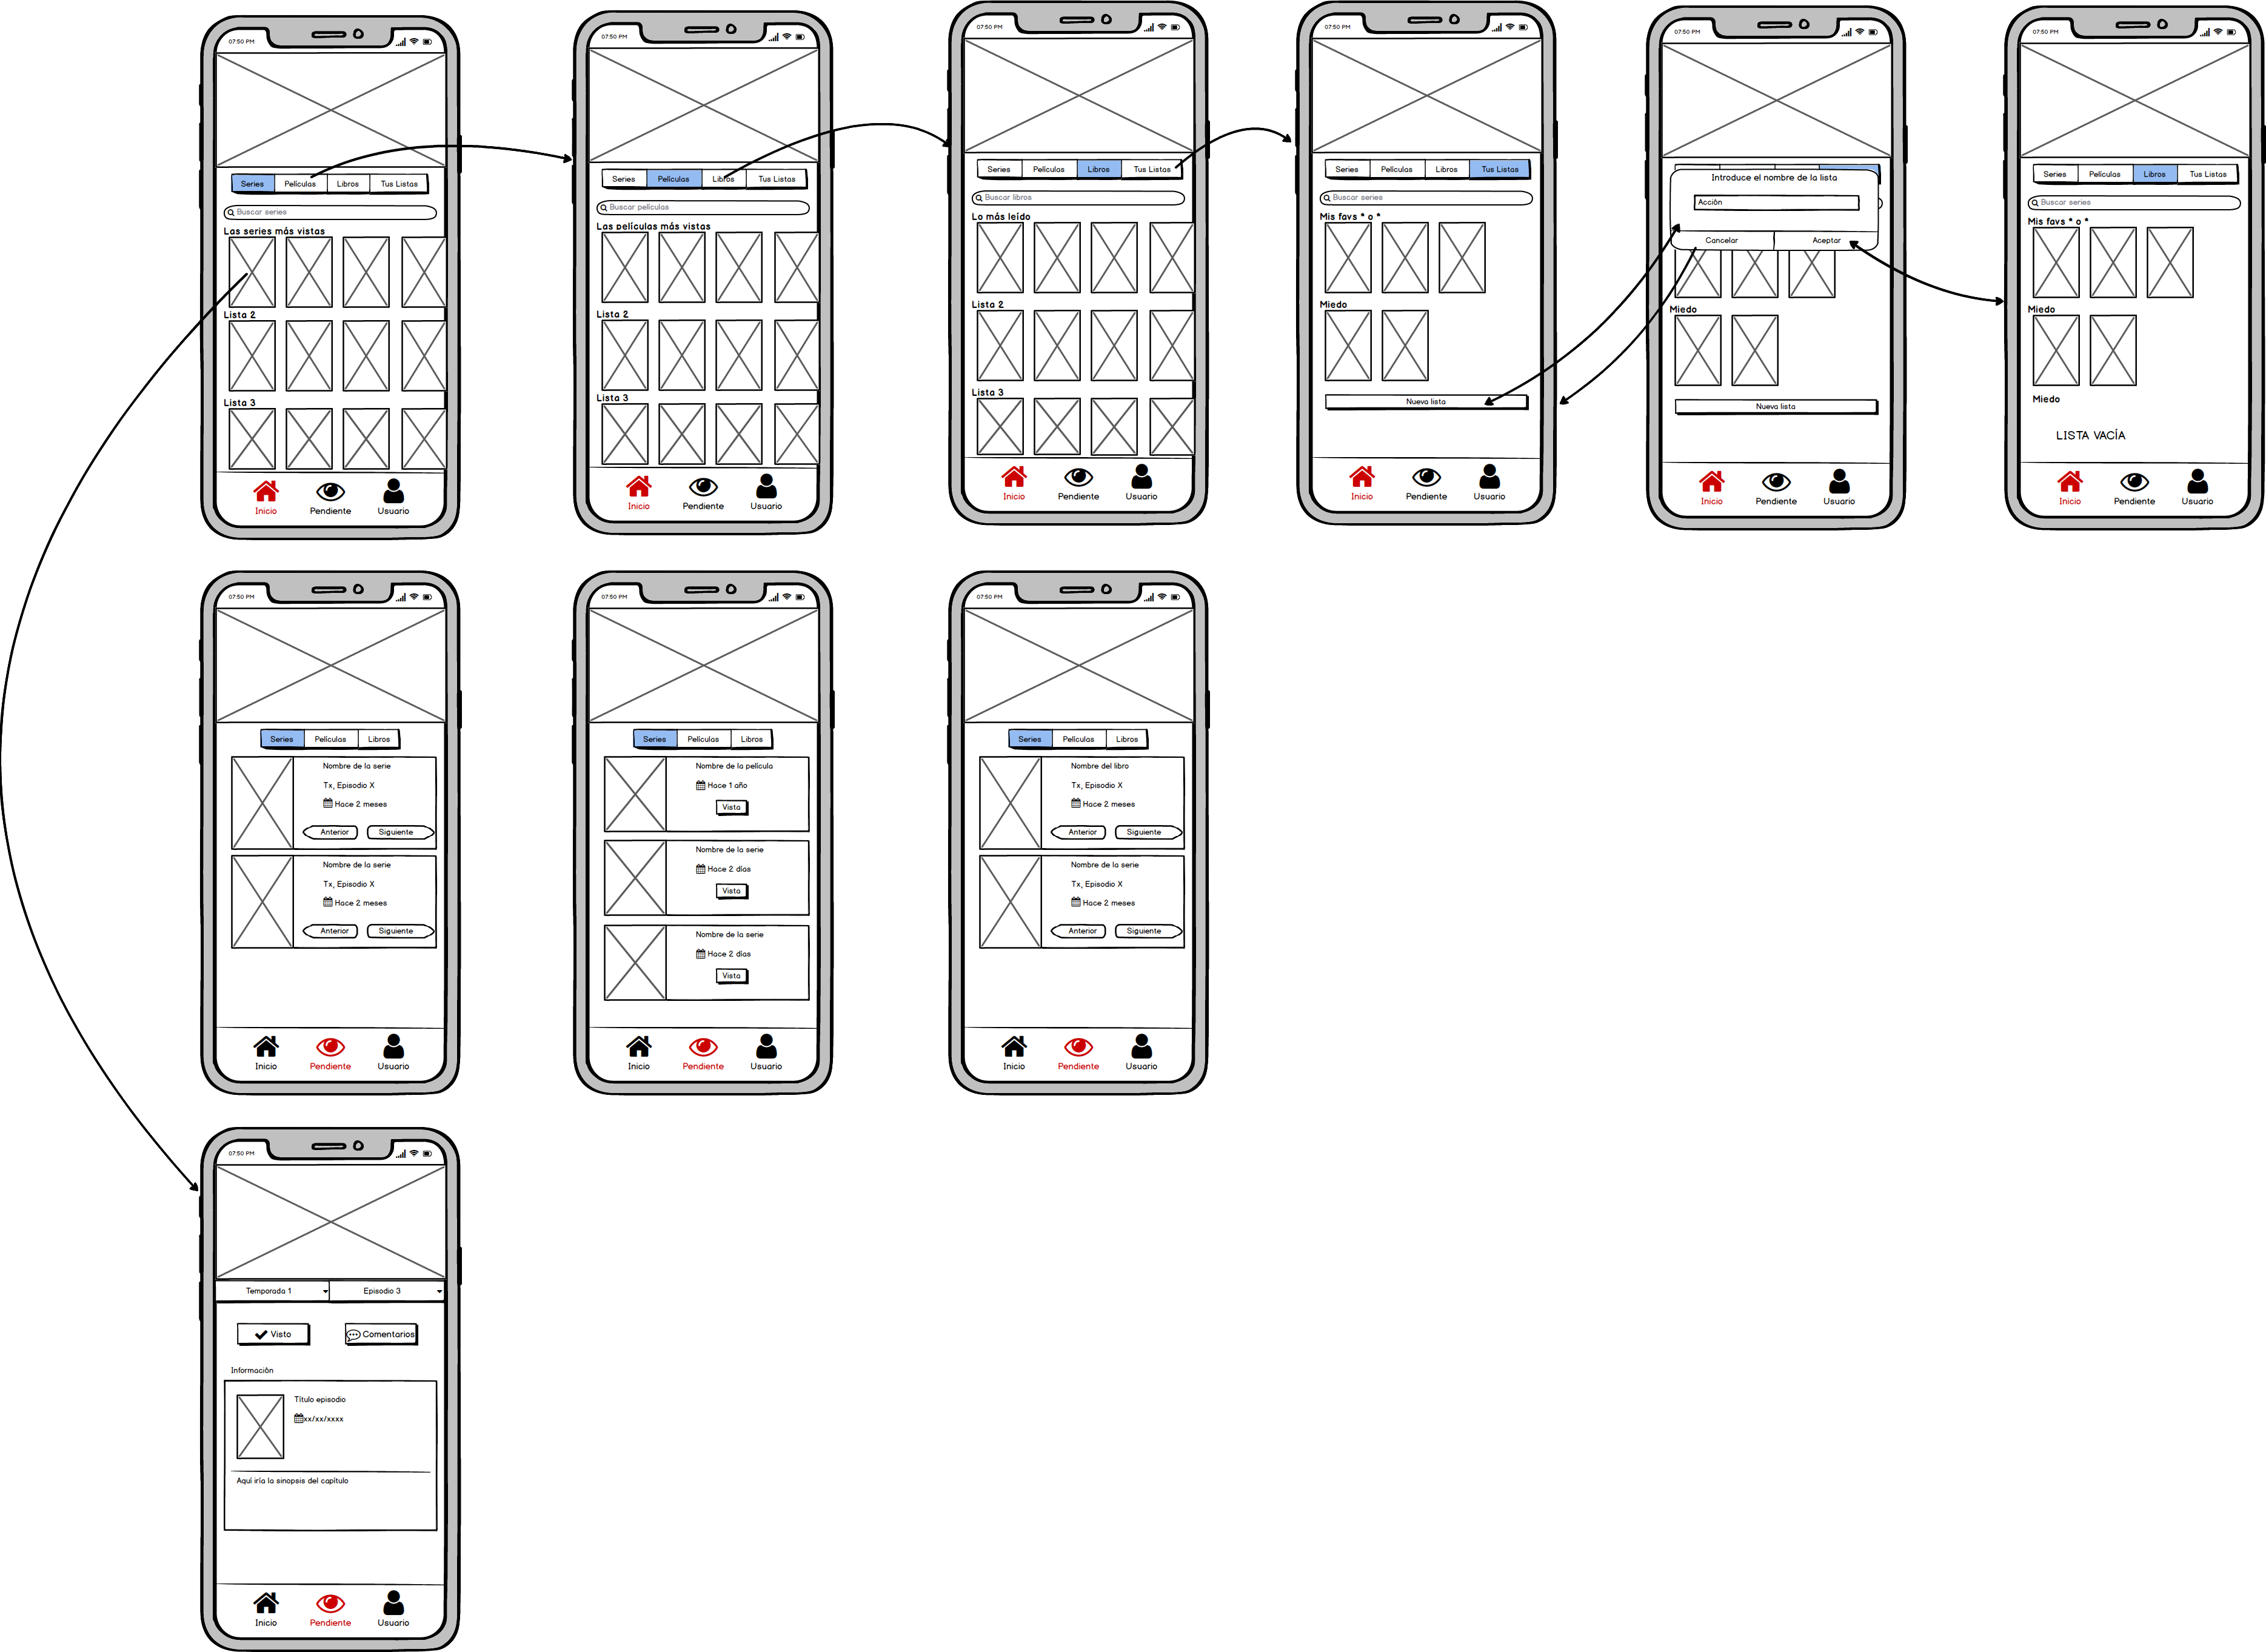 07:50 PM
Series Películas Libros Tus Listas
Buscar series
Las series más vistas
Lista 2
Lista 3
Inicio Pendiente Usuario
07:50 PM
Series Películas Libros Tus Listas
Buscar películas
Las películas más vistas
Lista 2
Lista 3
Inicio Pendiente Usuario
07:50 PM
Series Películas Libros Tus Listas
Buscar libros
Lo más leído
Lista 2
Lista 3
Inicio Pendiente Usuario
07:50 PM
Series Películas Libros Tus Listas
Buscar series
Mis favs * o *
Miedo
Nueva lista
Inicio Pendiente Usuario
07:50 PM
Introduce el nombre de la lista
Acción
Cancelar Aceptar
Miedo
Nueva lista
Inicio Pendiente Usuario
07:50 PM
Series Películas Libros Tus Listas
Buscar series
Mis favs * o *
Miedo
Miedo
LISTA VACÍA
Inicio Pendiente Usuario
07:50 PM
Series Películas Libros
Nombre de la serie
Tx, Episodio X
Hace 2 meses
Anterior Siguiente
Nombre de la serie
Tx, Episodio X
Hace 2 meses
Anterior Siguiente
Inicio Pendiente Usuario
07:50 PM
Series Películas Libros
Nombre de la película
Hace 1 año
Vista
Nombre de la serie
Hace 2 días
Vista
Nombre de la serie
Hace 2 días
Vista
Inicio Pendiente Usuario
07:50 PM
Series Películas Libros
Nombre del libro
Tx, Episodio X
Hace 2 meses
Anterior Siguiente
Nombre de la serie
Tx, Episodio X
Hace 2 meses
Anterior Siguiente
Inicio Pendiente Usuario
07:50 PM
Temporada 1 Episodio 3
Visto Comentarios
Información
Título episodio
xx/xx/xxxx
Aquí iría la sinopsis del capítulo
Inicio Pendiente Usuario